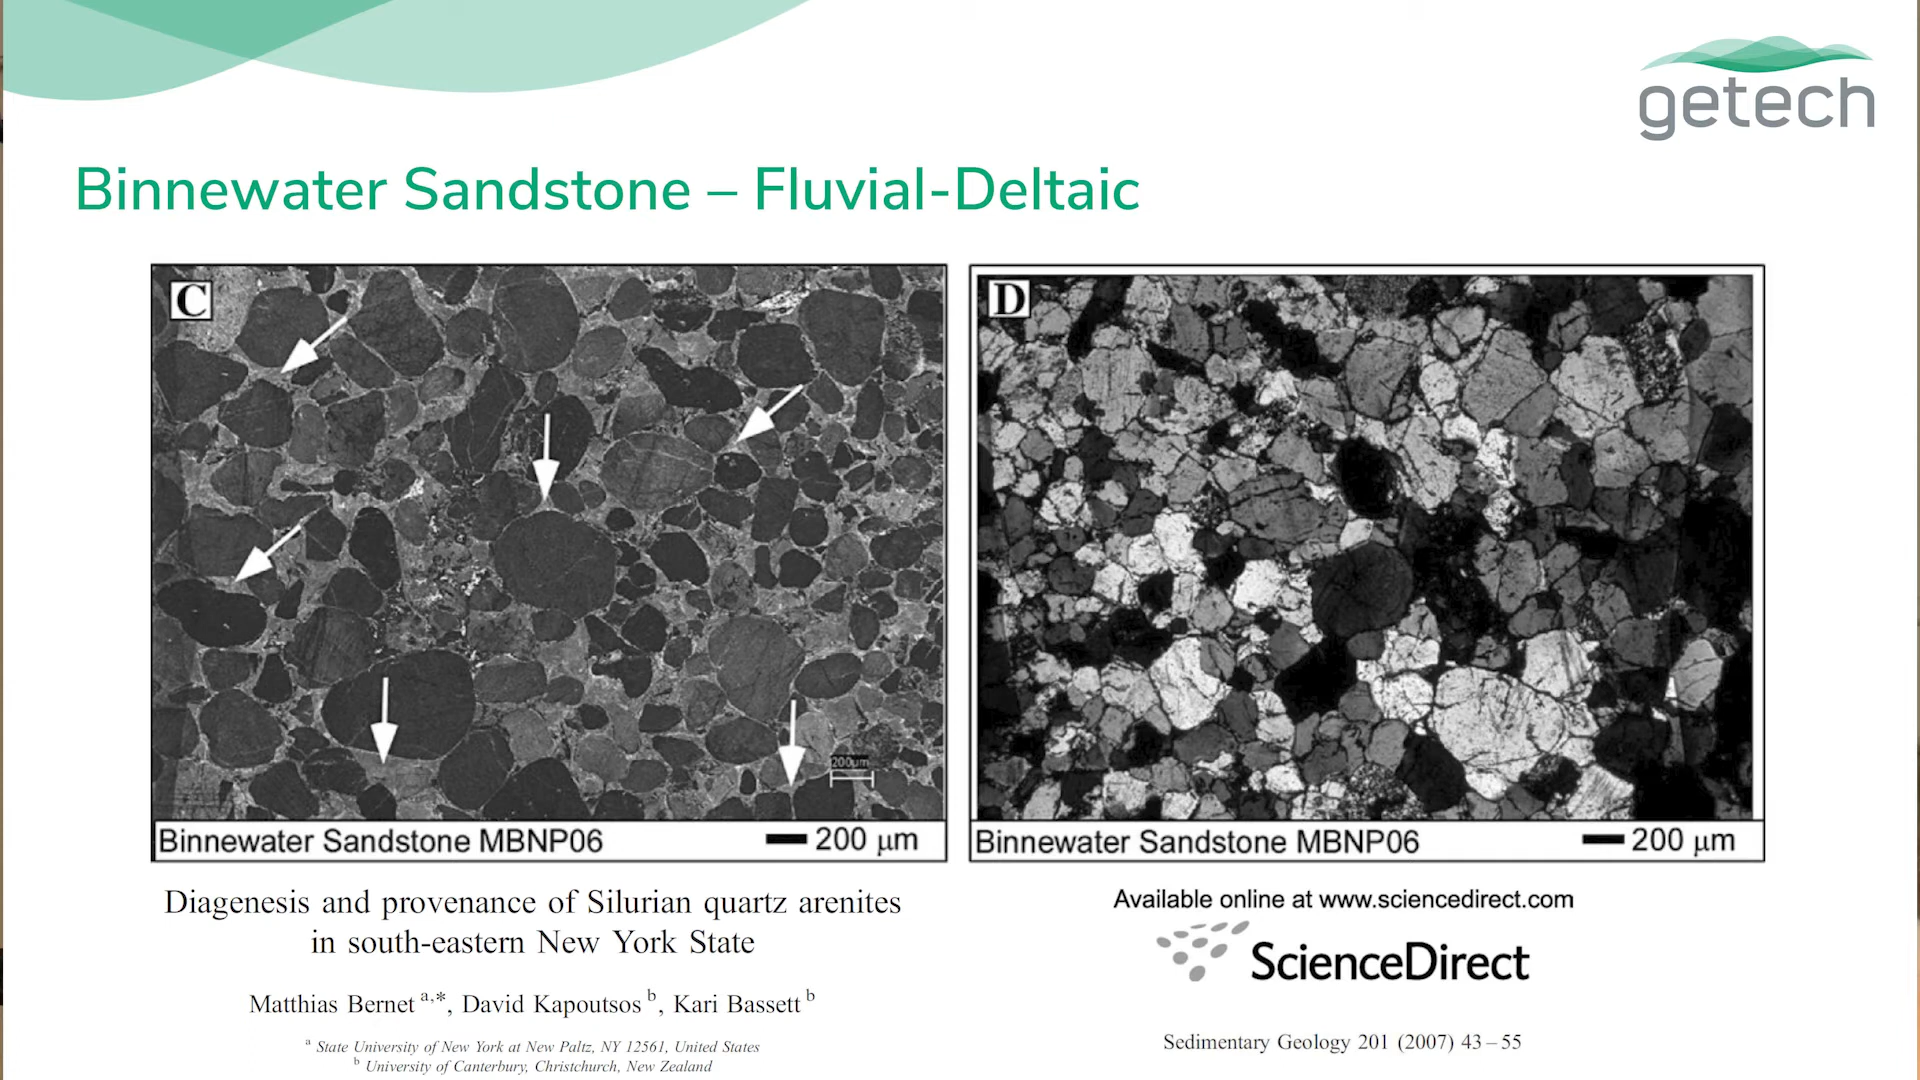 getech
Binnewater Sandstone – Fluvial-Deltaic
C
200μm
Binnewater Sandstone MBNP06
200 μm
D
Binnewater Sandstone MBNP06
200 μm
Diagenesis and provenance of Silurian quartz arenites
in south-eastern New York State
Matthias Bernet a,*, David Kapoutsos b, Kari Bassett b
a State University of New York at New Paltz, NY 12561, United States
b University of Canterbury, Christchurch, New Zealand
Available online at www.sciencedirect.com
ScienceDirect
Sedimentary Geology 201 (2007) 43–55